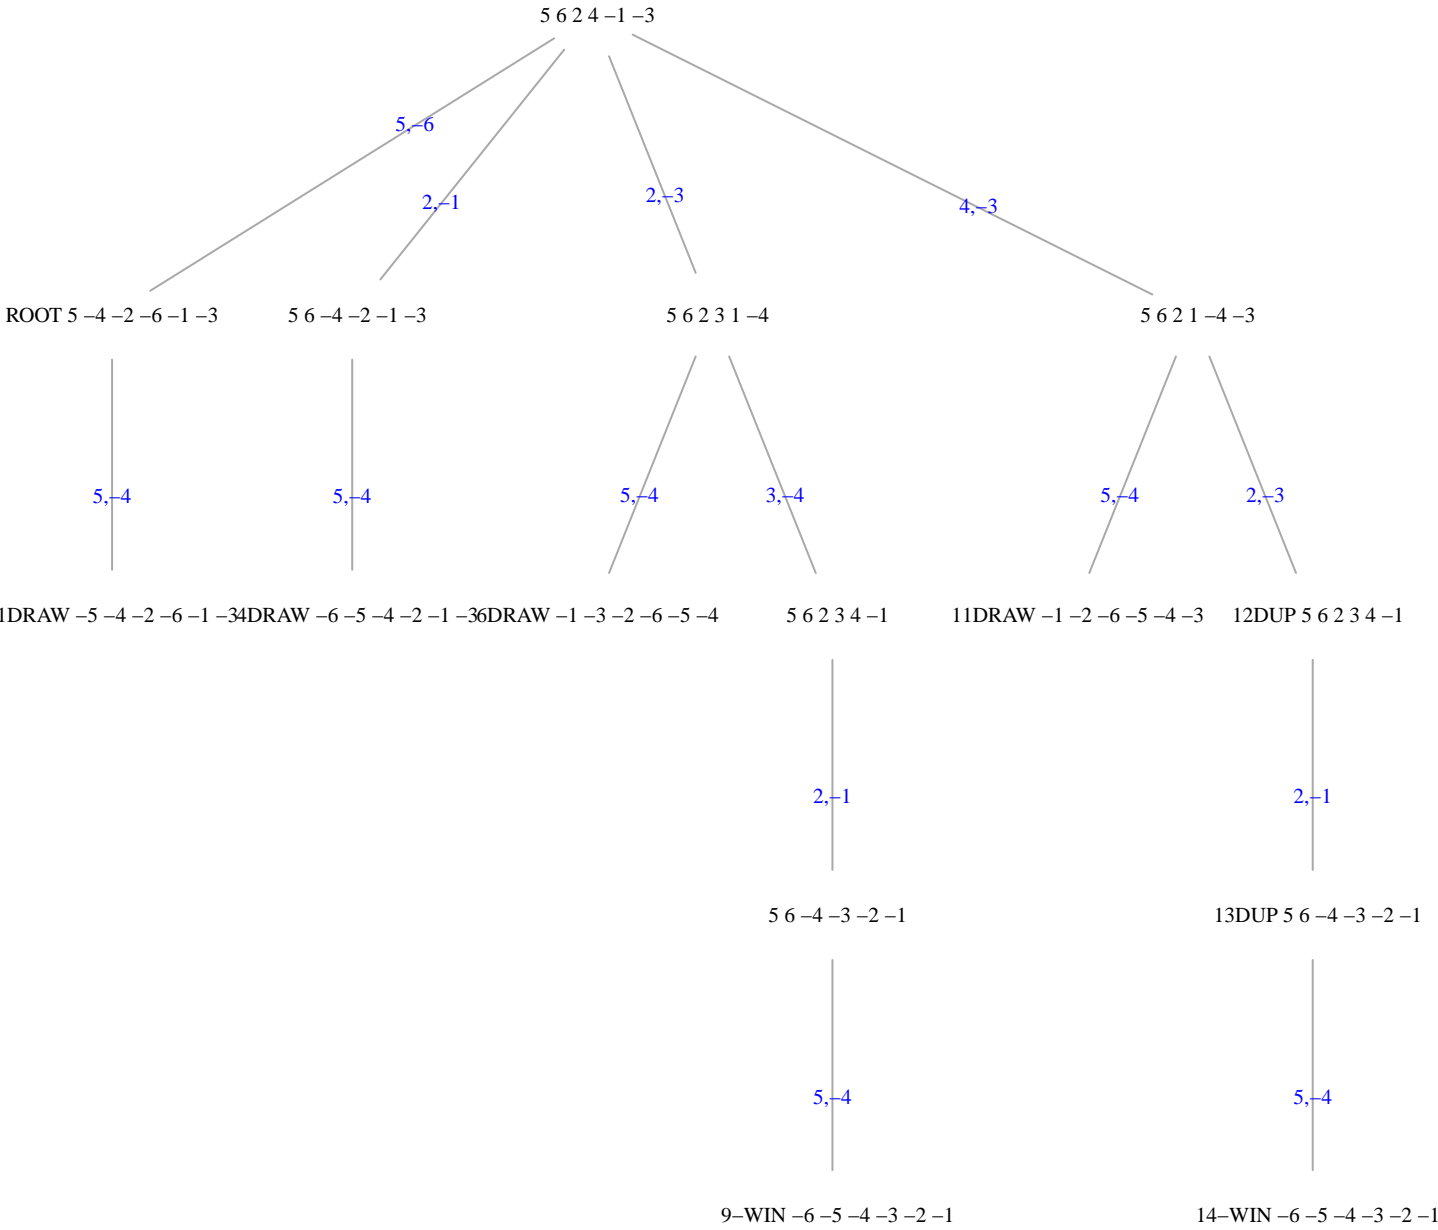 5 6 2 4 –1 –3
5,–6
2,–1
2,–3
4,–3
ROOT 5 –4 –2 –6 –1 –3
5 6 –4 –2 –1 –3
5 6 2 3 1 –4
5 6 2 1 –4 –3
5,–4
5,–4
5,–4
3,–4
5,–4
2,–3
1DRAW –5 –4 –2 –6 –1 –3
4DRAW –6 –5 –4 –2 –1 –3
6DRAW –1 –3 –2 –6 –5 –4
5 6 2 3 4 –1
11DRAW –1 –2 –6 –5 –4 –3
12DUP 5 6 2 3 4 –1
2,–1
2,–1
5 6 –4 –3 –2 –1
13DUP 5 6 –4 –3 –2 –1
5,–4
5,–4
9–WIN –6 –5 –4 –3 –2 –1
14–WIN –6 –5 –4 –3 –2 –1